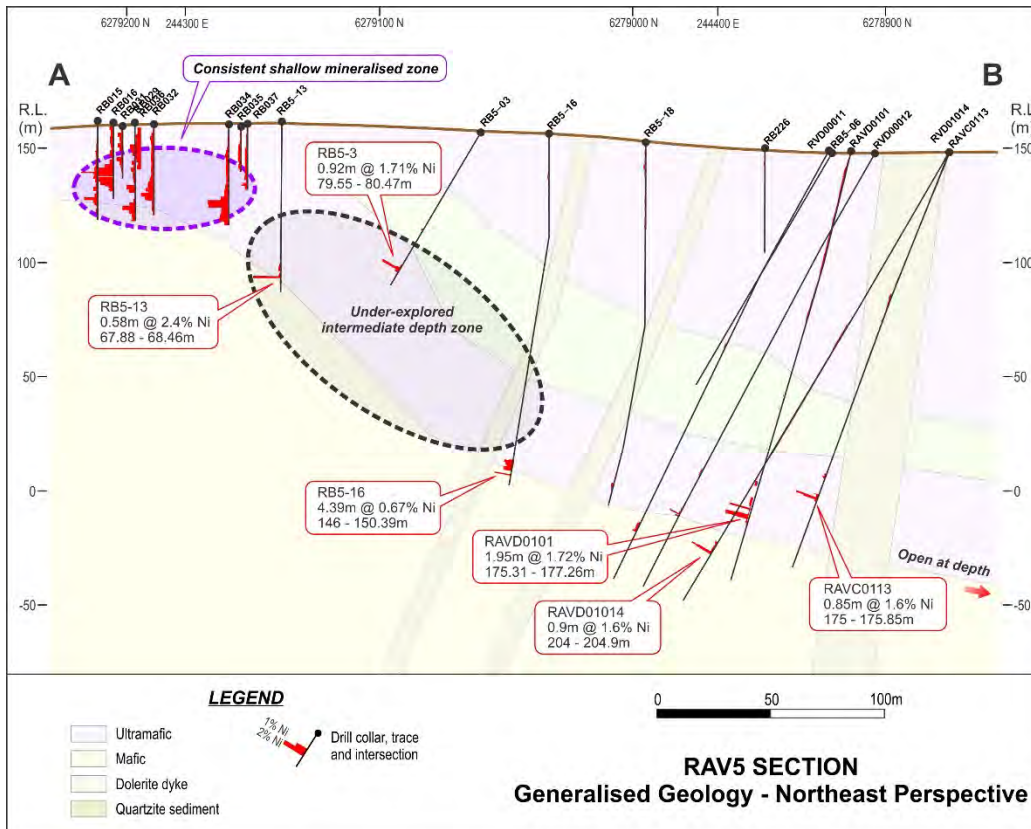 6279200 N
244300 E
6279100 N
6279000 N
244400 E
6278900 N
A
Consistent shallow mineralised zone
B
RB015
RB016
RB031
RB029
RB032
RB034
RB035
RB037
RB5-13
RB5-03
RB5-16
RB5-18
RB226
RVD00011
RB5-06
RAVD0101
RVD000012
RVD01014
RAVC0113
R.L.
(m)
150
100
50
0
-50
R.L.
(m)
150
100
50
0
-50
RB5-3
0.92m @ 1.71% Ni
79.55 - 80.47m
RB5-13
0.58m @ 2.4% Ni
67.88 - 68.46m
Under-explored
intermediate depth zone
RB5-16
4.39m @ 0.67% Ni
146 - 150.39m
RAVD0101
1.95m @ 1.72% Ni
175.31 - 177.26m
RAVD01014
0.9m @ 1.6% Ni
204 - 204.9m
RAVC0113
0.85m @ 1.6% Ni
175 - 175.85m
Open at depth
LEGEND
Ultramafic
Mafic
Dolerite dyke
Quartzite sediment
1% Ni
2% Ni
Drill collar, trace
and intersection
0 50 100m
RAV5 SECTION
Generalised Geology - Northeast Perspective